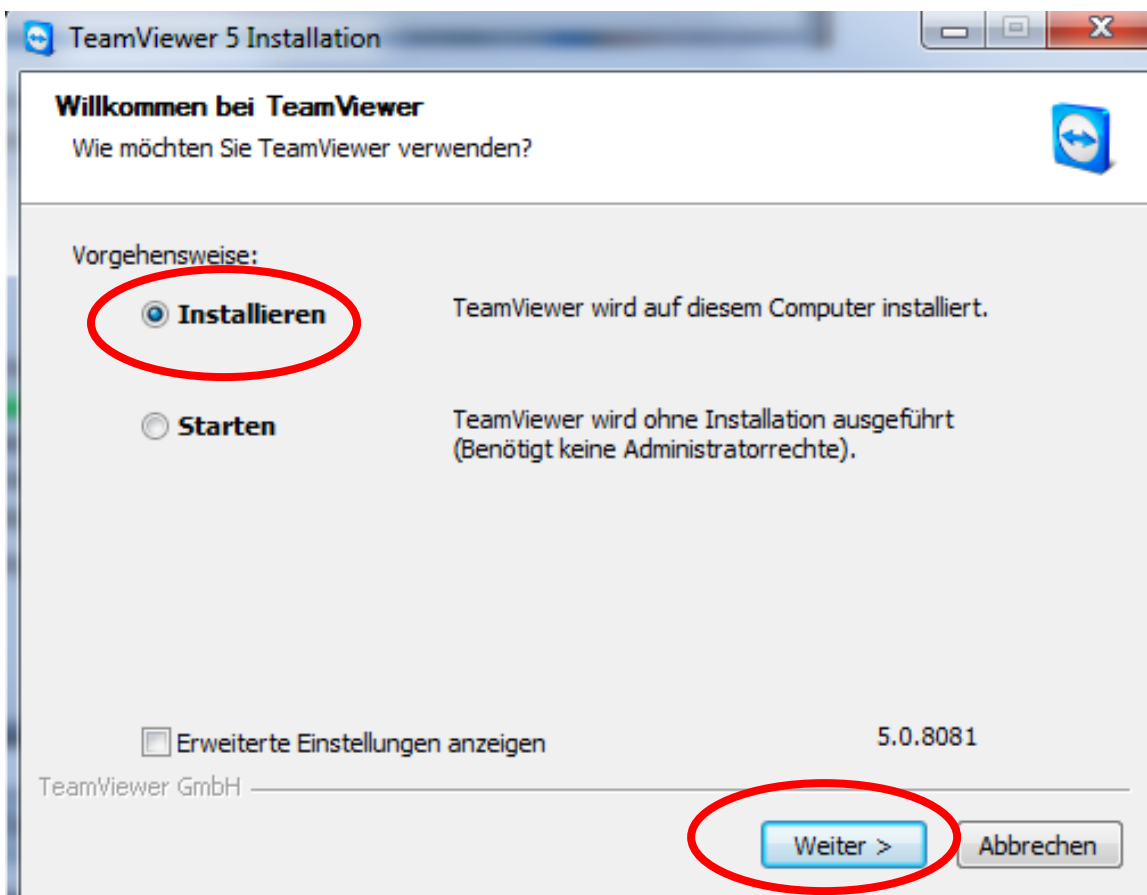 TeamViewer 5 Installation
Willkommen bei TeamViewer
Wie möchten Sie TeamViewer verwenden?
Vorgehensweise:
Installieren
TeamViewer wird auf diesem Computer installiert.
Starten
TeamViewer wird ohne Installation ausgeführt
(Benötigt keine Administratorrechte).
Erweiterte Einstellungen anzeigen
5.0.8081
TeamViewer GmbH
Weiter >
Abbrechen